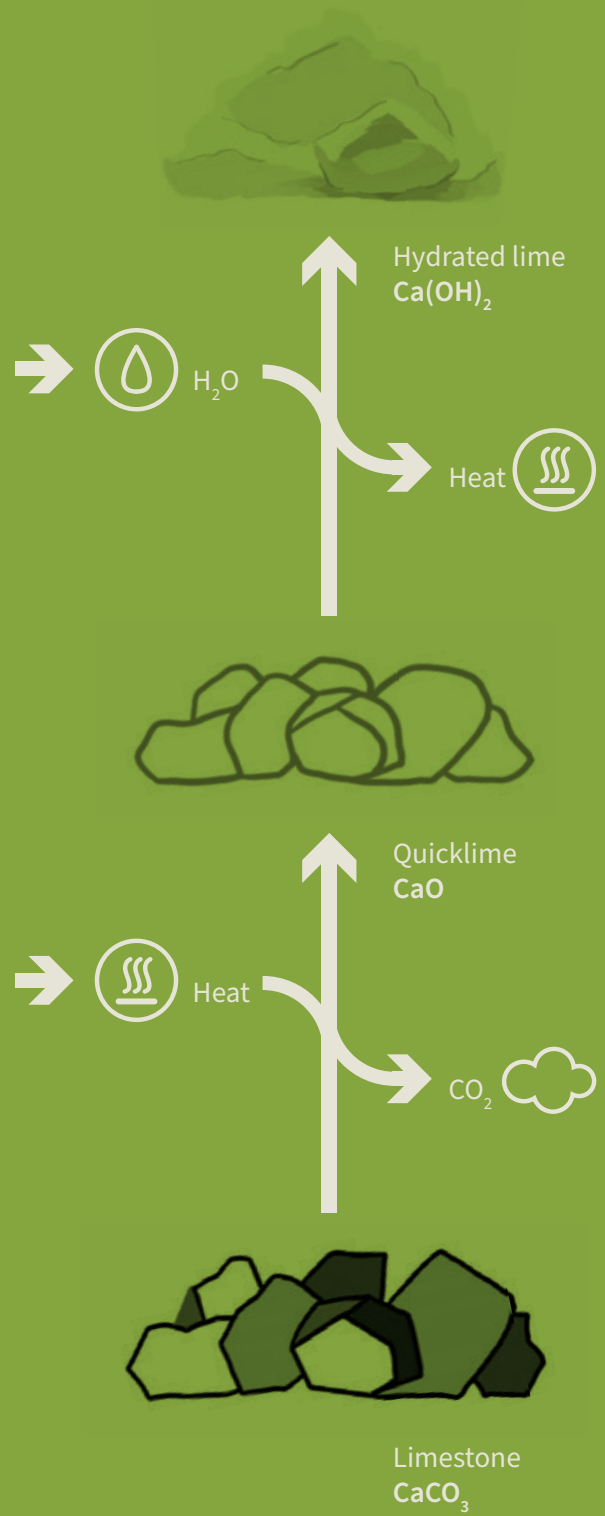 Hydrated lime
Ca(OH)₂
H₂O
Heat
Quicklime
CaO
Heat
CO₂
Limestone
CaCO₃